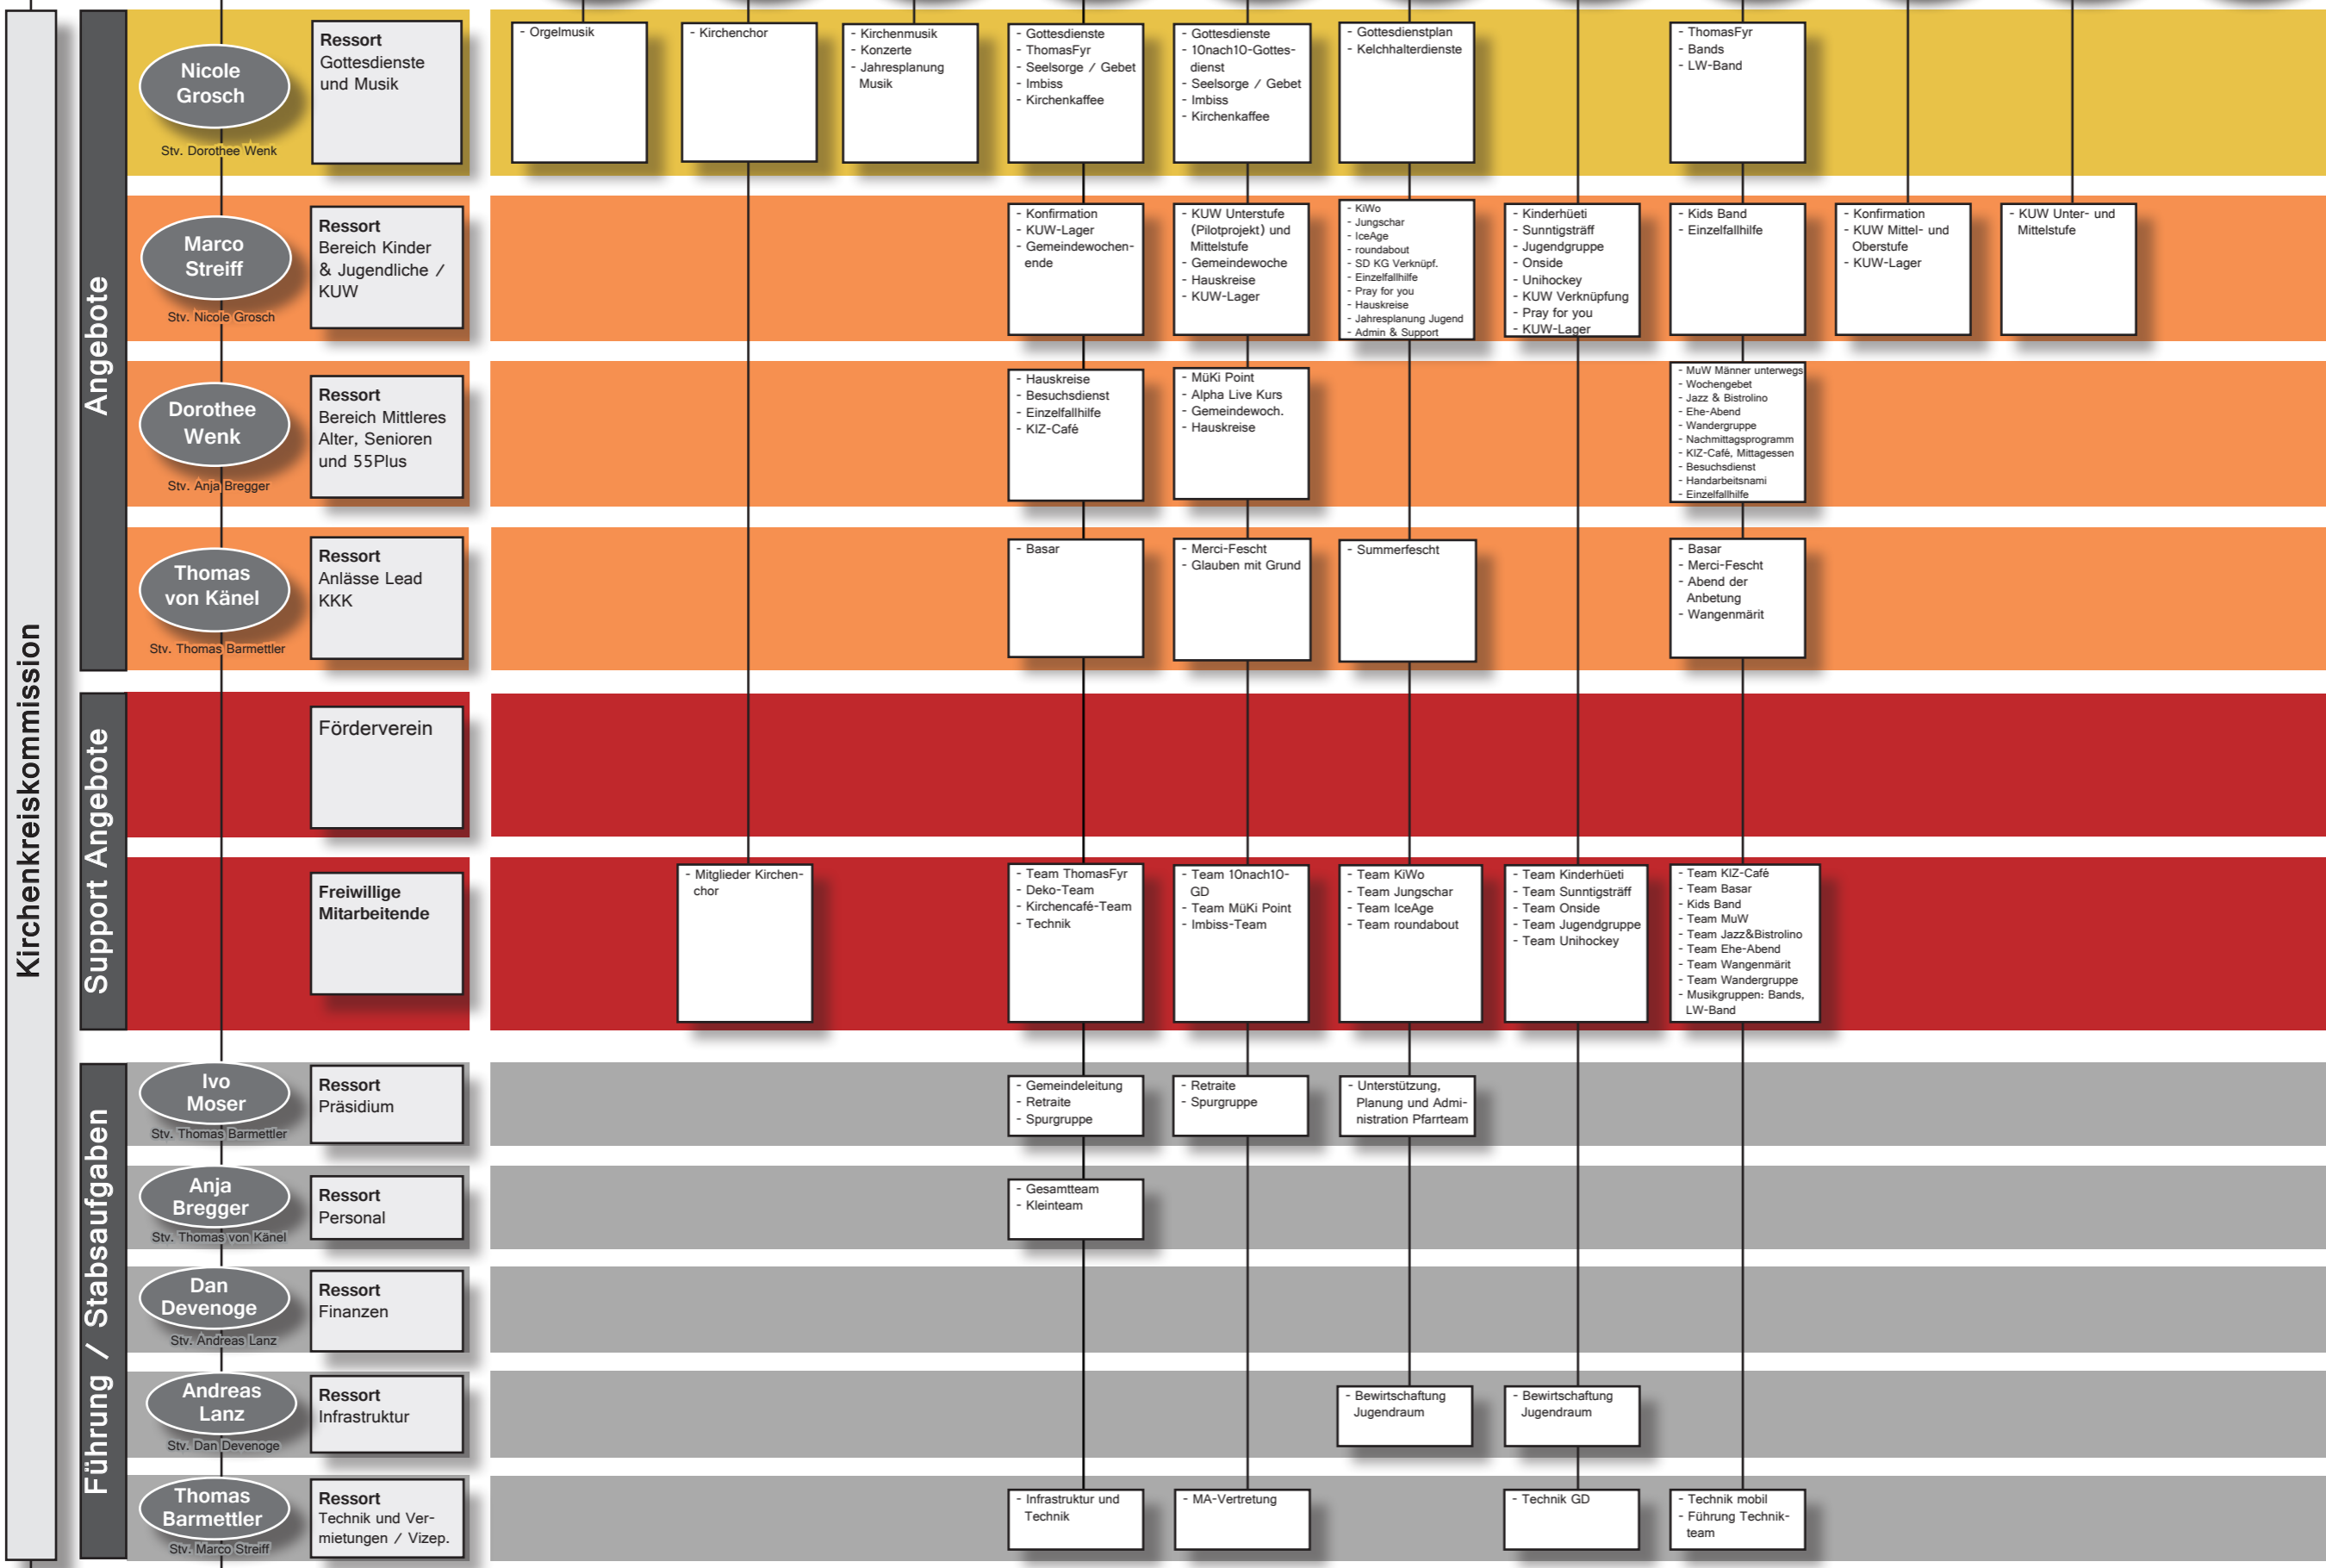 Kirchenkreiskommission
Angebote
Nicole
Grosch
Stv. Dorothee Wenk
Ressort
Gottesdienste
und Musik
- Orgelmusik
- Kirchenchor
- Kirchenmusik
- Konzerte
- Jahresplanung
Musik
- Gottesdienste
- ThomasFyr
- Seelsorge / Gebet
- Imbiss
- Kirchenkaffee
- Gottesdienste
- 10nach10-Gottes-
dienst
- Seelsorge / Gebet
- Imbiss
- Kirchenkaffee
- Gottesdienstplan
- Kelchhalterdienste
- ThomasFyr
- Bands
- LW-Band
Marco
Streiff
Stv. Nicole Grosch
Ressort
Bereich Kinder
& Jugendliche /
KUW
- Konfirmation
- KUW-Lager
- Gemeindewochen-
ende
- KUW Unterstufe
(Pilotprojekt) und
Mittelstufe
- Gemeindewoche
- Hauskreise
- KUW-Lager
- KiWo
- Jungschar
- IceAge
- roundabout
- SD KG Verknüpf.
- Einzelfallhilfe
- Pray for you
- Hauskreise
- Jahresplanung Jugend
- Admin & Support
- Kinderhüeti
- Sunntigsträff
- Jugendgruppe
- Onside
- Unihockey
- KUW Verknüpfung
- Pray for you
- KUW-Lager
- Kids Band
- Einzelfallhilfe
- Konfirmation
- KUW Mittel- und
Oberstufe
- KUW-Lager
- KUW Unter- und
Mittelstufe
Dorothee
Wenk
Stv. Anja Bregger
Ressort
Bereich Mittleres
Alter, Senioren
und 55Plus
- Hauskreise
- Besuchsdienst
- Einzelfallhilfe
- KIZ-Café
- MüKi Point
- Alpha Live Kurs
- Gemeindewoch.
- Hauskreise
- MuW Männer unterwegs
- Wochengebet
- Jazz & Bistrolino
- Ehe-Abend
- Wandergruppe
- Nachmittagsprogramm
- KIZ-Café, Mittagessen
- Besuchsdienst
- Handarbeitsnami
- Einzelfallhilfe
Thomas
von Känel
Stv. Thomas Barmettler
Ressort
Anlässe Lead
KKK
- Basar
- Merci-Fescht
- Glauben mit Grund
- Summerfescht
- Basar
- Merci-Fescht
- Abend der
Anbetung
- Wangenmärit
Support Angebote
Förderverein
Freiwillige
Mitarbeitende
- Mitglieder Kirchen-
chor
- Team ThomasFyr
- Deko-Team
- Kirchencafé-Team
- Technik
- Team 10nach10-
GD
- Team MüKi Point
- Imbiss-Team
- Team KiWo
- Team Jungschar
- Team IceAge
- Team roundabout
- Team Kinderhüeti
- Team Sunntigsträff
- Team Onside
- Team Jugendgruppe
- Team Unihockey
- Team KIZ-Café
- Team Basar
- Kids Band
- Team MuW
- Team Jazz&Bistrolino
- Team Ehe-Abend
- Team Wangenmärit
- Team Wandergruppe
- Musikgruppen: Bands,
LW-Band
Führung / Stabsaufgaben
Ivo
Moser
Stv. Thomas Barmettler
Ressort
Präsidium
- Gemeindeleitung
- Retraite
- Spurgruppe
- Retraite
- Spurgruppe
- Unterstützung,
Planung und Admi-
nistration Pfarrteam
Anja
Bregger
Stv. Thomas von Känel
Ressort
Personal
- Gesamtteam
- Kleinteam
Dan
Devenoge
Stv. Andreas Lanz
Ressort
Finanzen
Andreas
Lanz
Stv. Dan Devenoge
Ressort
Infrastruktur
- Bewirtschaftung
Jugendraum
- Bewirtschaftung
Jugendraum
Thomas
Barmettler
Stv. Marco Streiff
Ressort
Technik und Ver-
mietungen / Vizep.
- Infrastruktur und
Technik
- MA-Vertretung
- Technik GD
- Technik mobil
- Führung Technik-
team